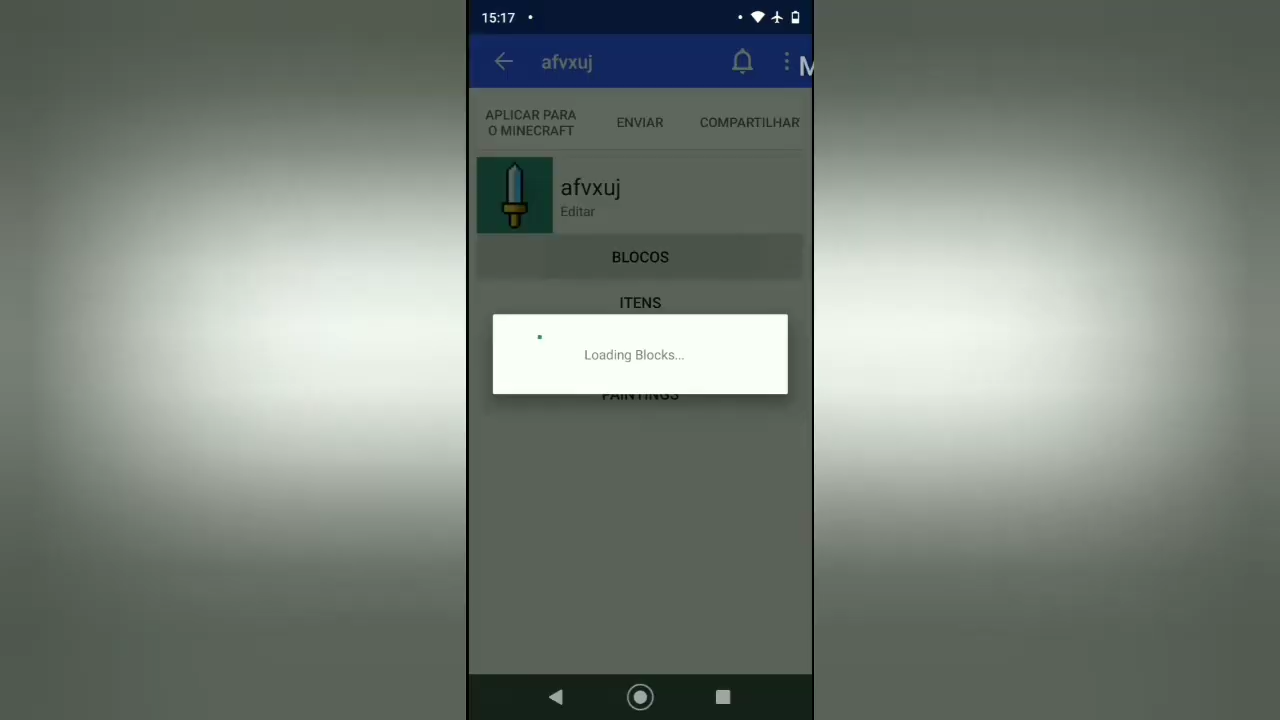 15:17
afvxuj
M
APLICAR PARA
O MINECRAFT
ENVIAR
COMPARTILHAR
afvxuj
Editar
BLOCOS
ITENS
Loading Blocks...
PAINTINGS